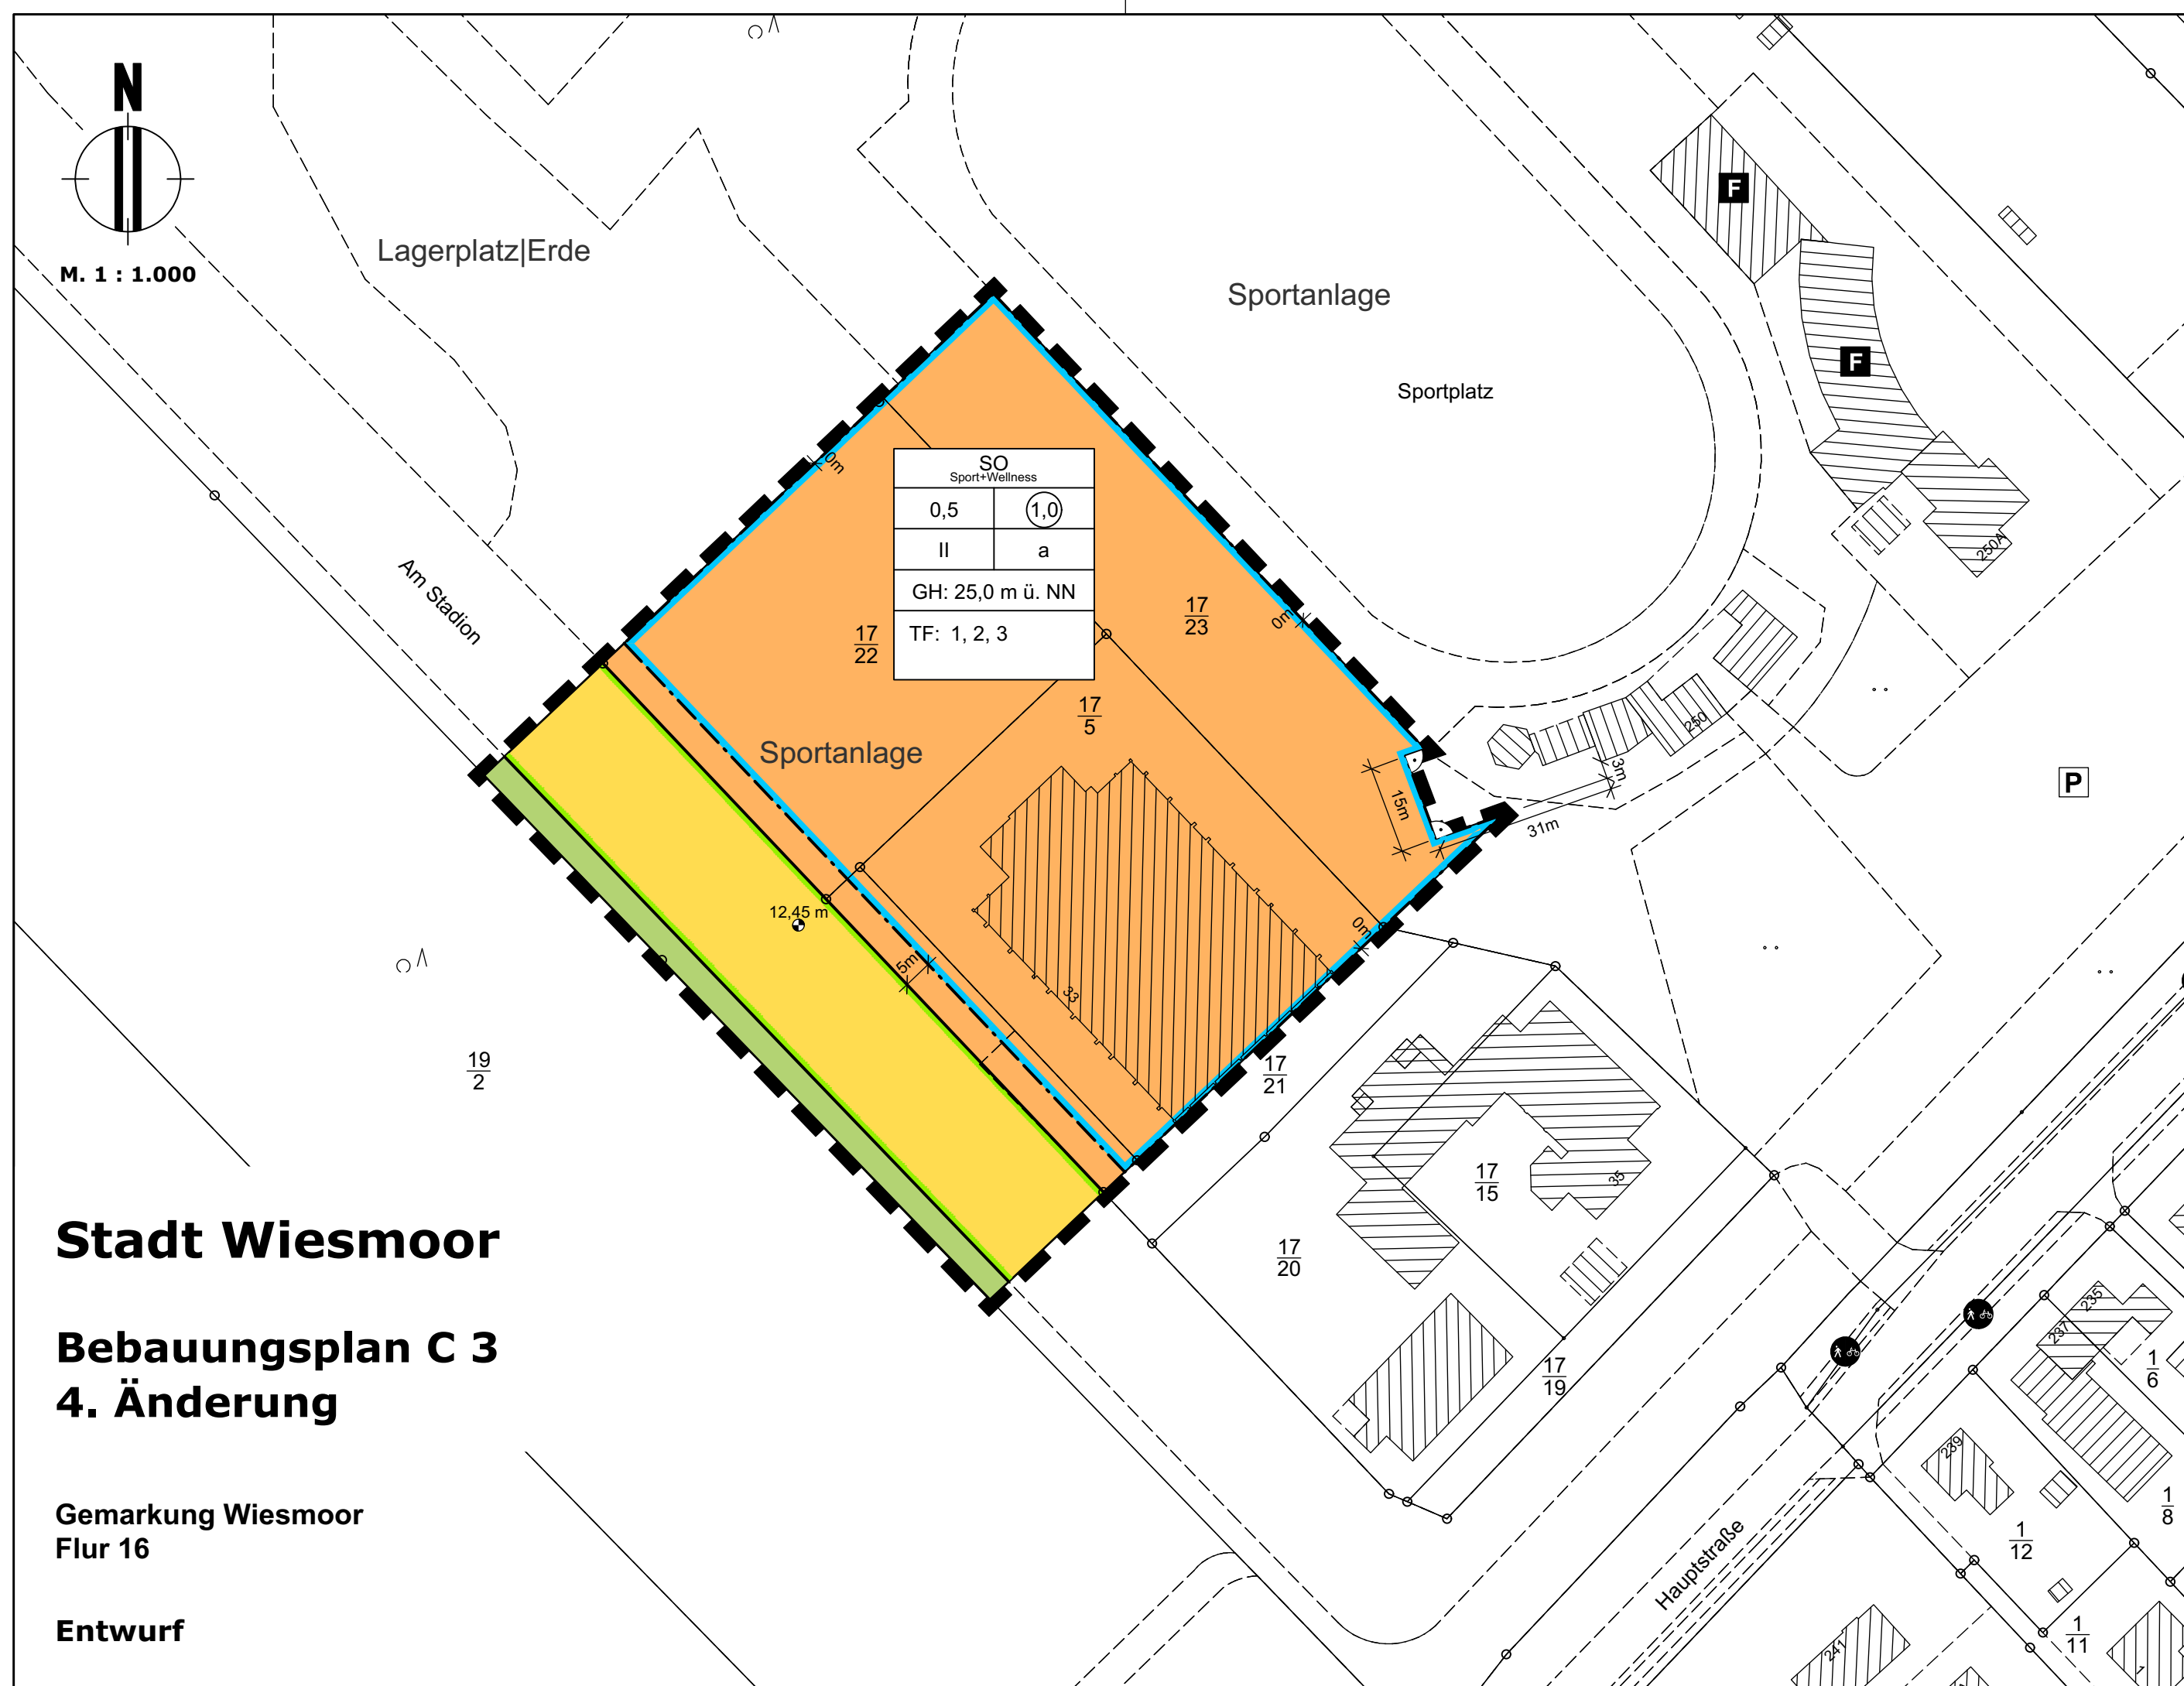 N
M. 1 : 1.000
Lagerplatz|Erde
Sportanlage
Sportplatz
F
F
250A
Am Stadion
0m
SO
Sport+Wellness
0,5
1,0
II
a
GH: 25,0 m ü. NN
TF: 1, 2, 3
17
22
17
23
0m
17
5
Sportanlage
250
3m
15m
31m
P
12,45 m
5m
0m
33
19
2
17
21
17
15
35
17
20
17
19
Stadt Wiesmoor
Bebauungsplan C 3
4. Änderung
Gemarkung Wiesmoor
Flur 16
Entwurf
Hauptstraße
235
237
1
6
239
1
8
1
12
1
11
241
1